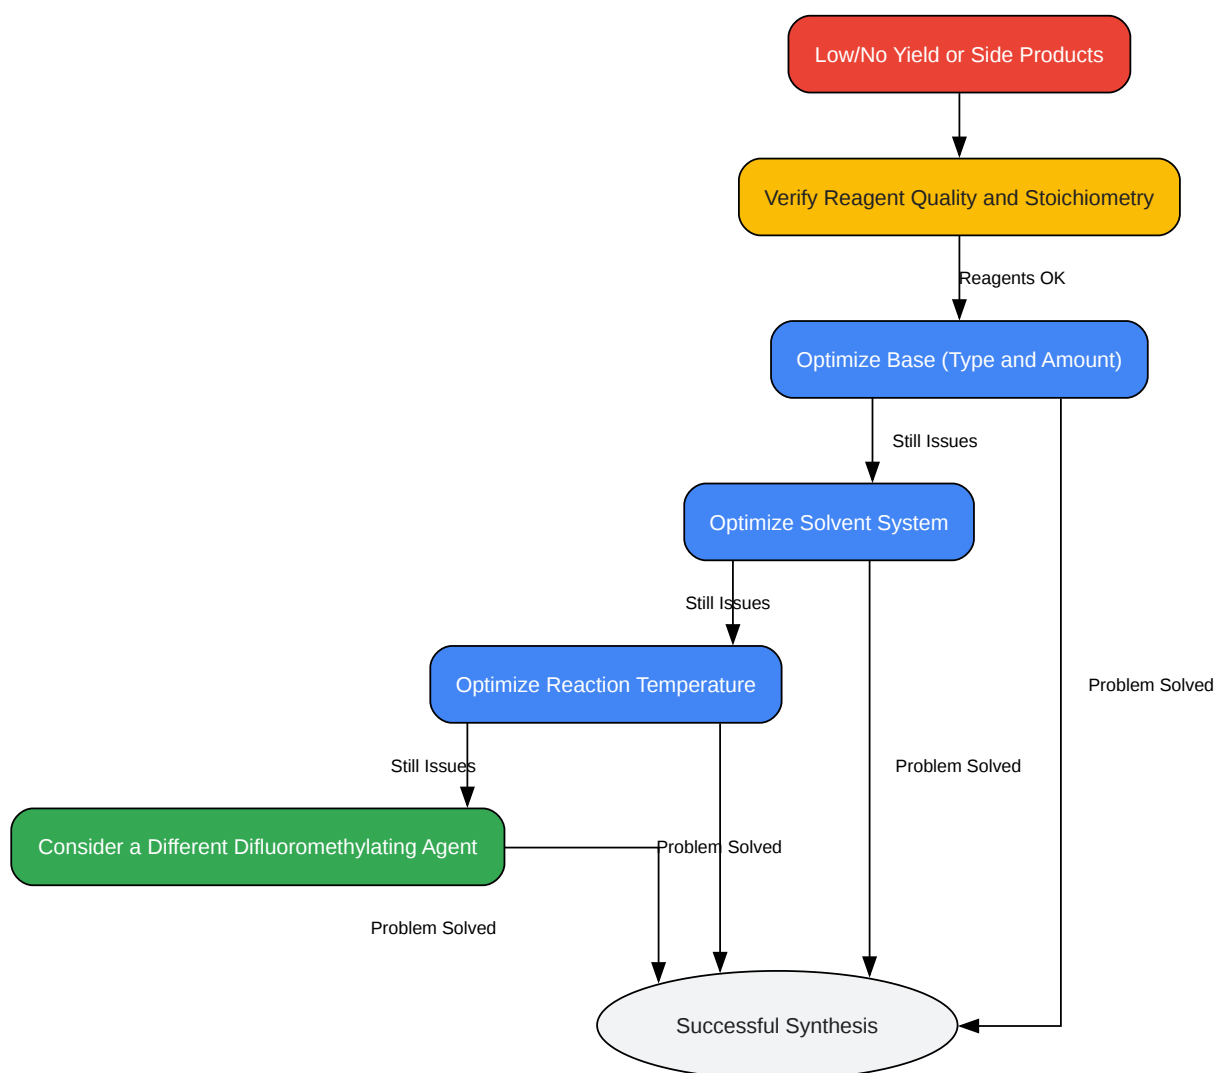 Low/No Yield or Side Products
Verify Reagent Quality and Stoichiometry
Reagents OK
Optimize Base (Type and Amount)
Still Issues
Optimize Solvent System
Still Issues
Optimize Reaction Temperature
Problem Solved
Still Issues
Problem Solved
Consider a Different Difluoromethylating Agent
Problem Solved
Problem Solved
Successful Synthesis